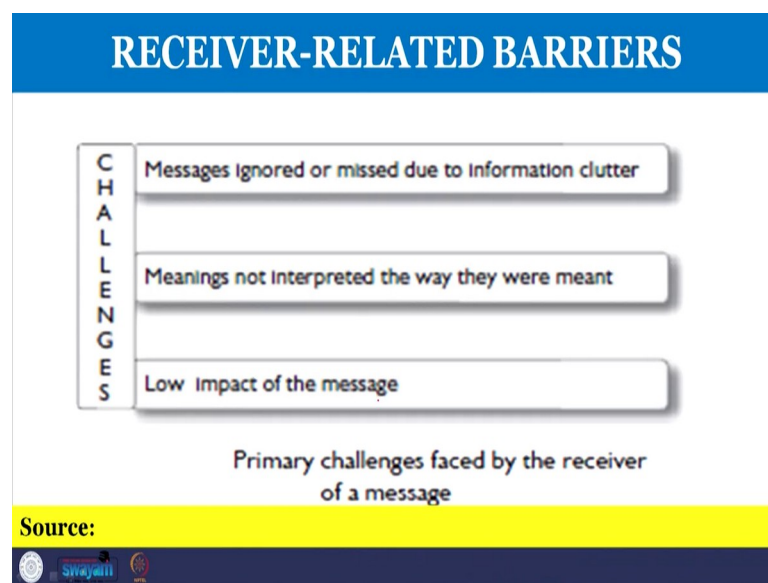 RECEIVER-RELATED BARRIERS
CHALLENGES
Messages ignored or missed due to information clutter
Meanings not interpreted the way they were meant
Low impact of the message
Primary challenges faced by the receiver
of a message
Source:
swayam